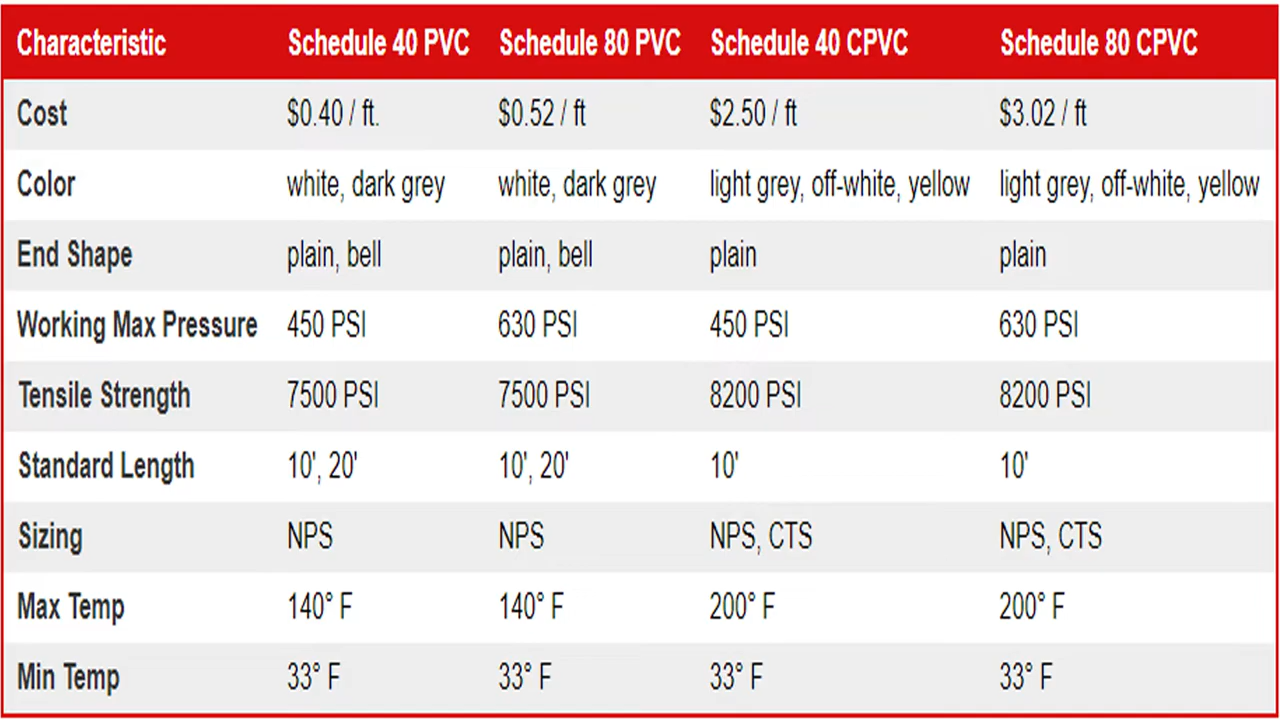 Characteristic Schedule 40 PVC Schedule 80 PVC Schedule 40 CPVC Schedule 80 CPVC
Cost $0.40 / ft. $0.52 / ft $2.50 / ft $3.02 / ft
Color white, dark grey white, dark grey light grey, off-white, yellow light grey, off-white, yellow
End Shape plain, bell plain, bell plain plain
Working Max Pressure 450 PSI 630 PSI 450 PSI 630 PSI
Tensile Strength 7500 PSI 7500 PSI 8200 PSI 8200 PSI
Standard Length 10', 20' 10', 20' 10' 10'
Sizing NPS NPS NPS, CTS NPS, CTS
Max Temp 140° F 140° F 200° F 200° F
Min Temp 33° F 33° F 33° F 33° F